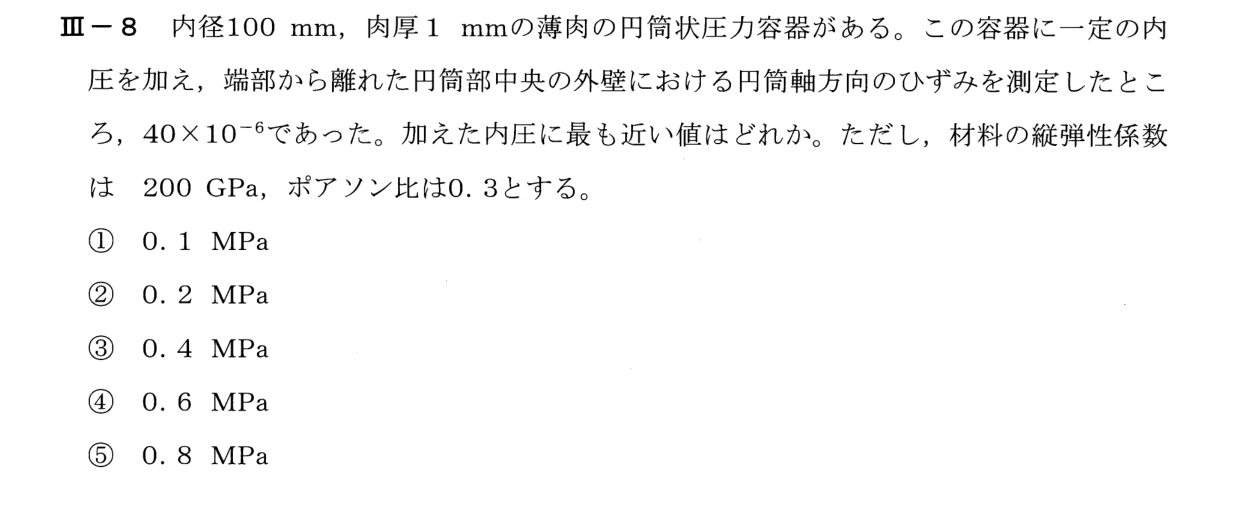 Ⅲ－8 内径100 mm，肉厚1 mmの薄肉の円筒状圧力容器がある。この容器に一定の内
圧を加え，端部から離れた円筒部中央の外壁における円筒軸方向のひずみを測定したとこ
ろ，40×10⁻⁶であった。加えた内圧に最も近い値はどれか。ただし，材料の縦弾性係数
は 200 GPa，ポアソン比は0．3とする。
① 0．1 MPa
② 0．2 MPa
③ 0．4 MPa
④ 0．6 MPa
⑤ 0．8 MPa